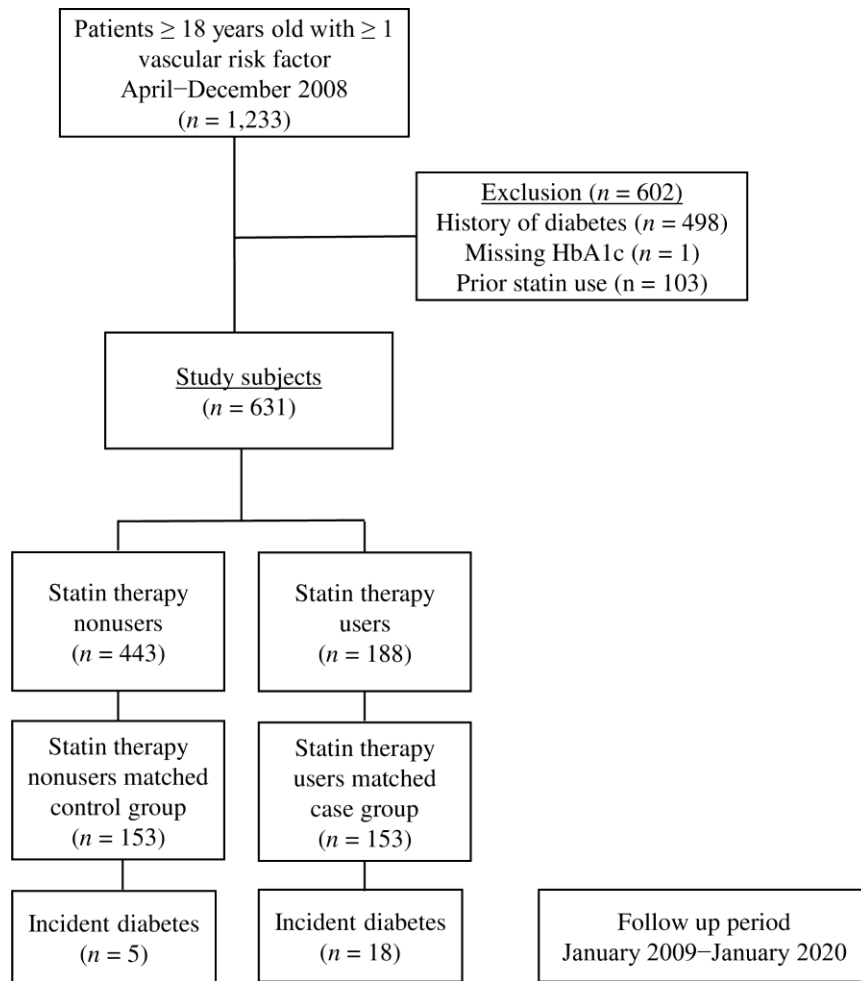 Patients ≥ 18 years old with ≥ 1
vascular risk factor
April−December 2008
(n = 1,233)
Exclusion (n = 602)
History of diabetes (n = 498)
Missing HbA1c (n = 1)
Prior statin use (n = 103)
Study subjects
(n = 631)
Statin therapy
nonusers
(n = 443)
Statin therapy
users
(n = 188)
Statin therapy
nonusers matched
control group
(n = 153)
Statin therapy
users matched
case group
(n = 153)
Incident diabetes
(n = 5)
Incident diabetes
(n = 18)
Follow up period
January 2009−January 2020